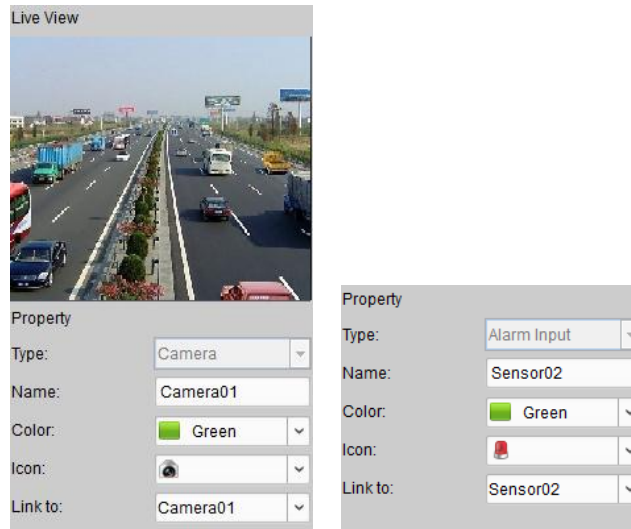 Live View
Property
Type: Camera
Name: Camera01
Color: Green
Icon:
Link to: Camera01
Property
Type: Alarm Input
Name: Sensor02
Color: Green
Icon:
Link to: Sensor02